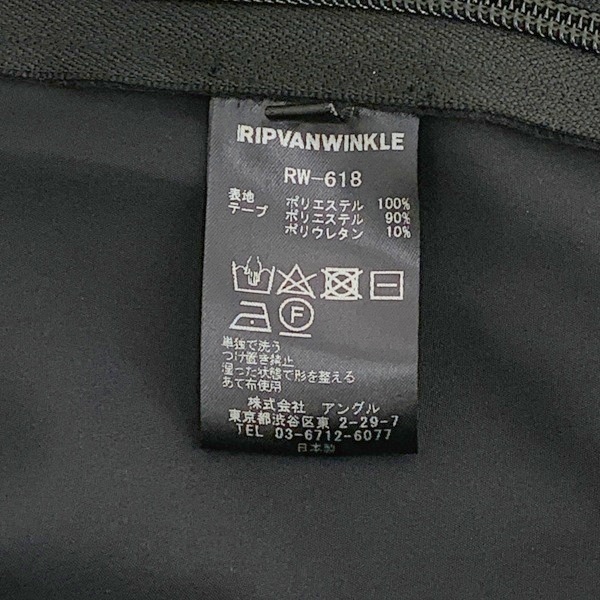 RIPVANWINKLE
RW-618
表地 ポリエステル 100%
テープ ポリエステル 90%
ポリウレタン 10%
F
単独で洗う
つけ置き禁止
湿った状態で形を整える
あて布使用
株式会社 アングル
東京都渋谷区東 2-29-7
TEL 03-6712-6077
日本製